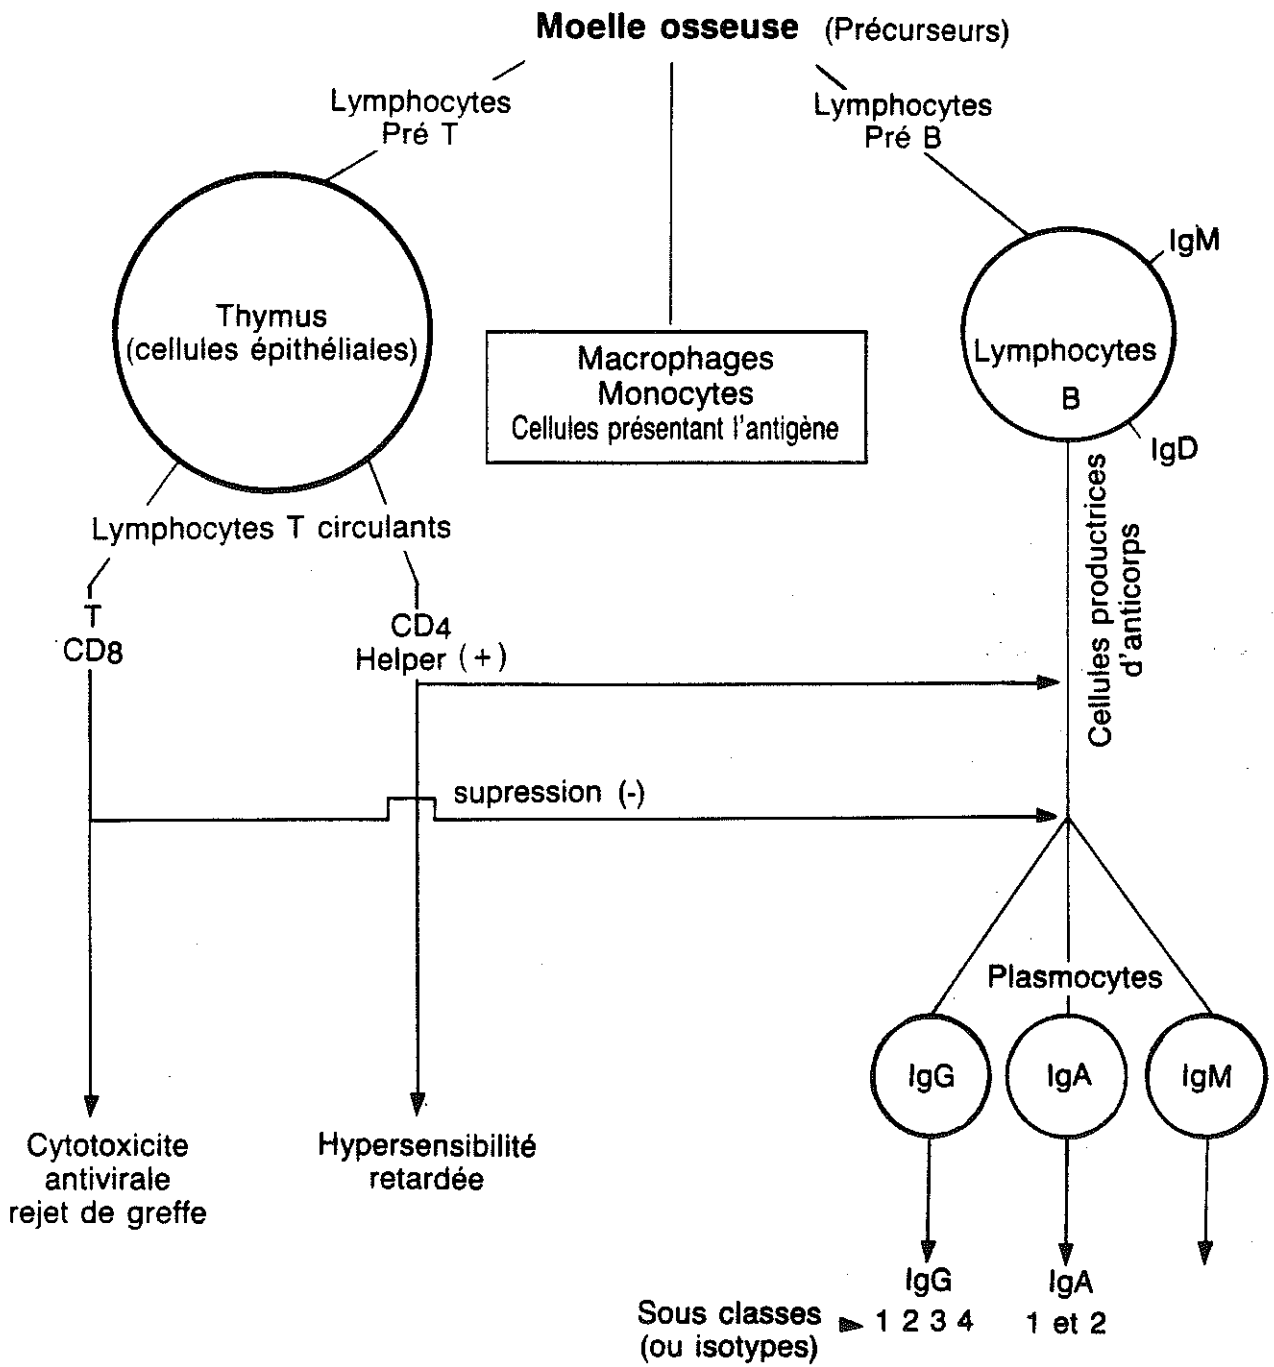 Moelle osseuse (Précurseurs)
Lymphocytes
Pré T
Lymphocytes
Pré B
Thymus
(cellules épithéliales)
Macrophages
Monocytes
Cellules présentant l'antigène
IgM
Lymphocytes
B
IgD
Lymphocytes T circulants
T
CD8
CD4
Helper (+)
Cellules productrices
d'anticorps
supression (-)
Plasmocytes
IgG
IgA
IgM
Cytotoxicite
antivirale
rejet de greffe
Hypersensibilité
retardée
IgG
IgA
Sous classes
(ou isotypes)
1 2 3 4
1 et 2